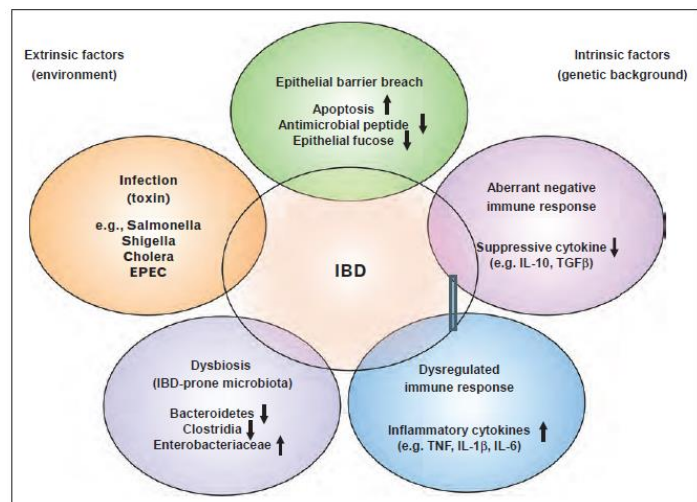 Extrinsic factors
(environment)
Intrinsic factors
(genetic background)
Epithelial barrier breach
Apoptosis ↑
Antimicrobial peptide ↓
Epithelial fucose ↓
Infection
(toxin)
e.g., Salmonella
Shigella
Cholera
EPEC
Aberrant negative
immune response
Suppressive cytokine ↓
(e.g. IL-10, TGFβ)
IBD
Dysbiosis
(IBD-prone microbiota)
Bacteroidetes ↓
Clostridia ↓
Enterobacteriaceae ↑
Dysregulated
immune response
Inflammatory cytokines ↑
(e.g. TNF, IL-1β, IL-6)